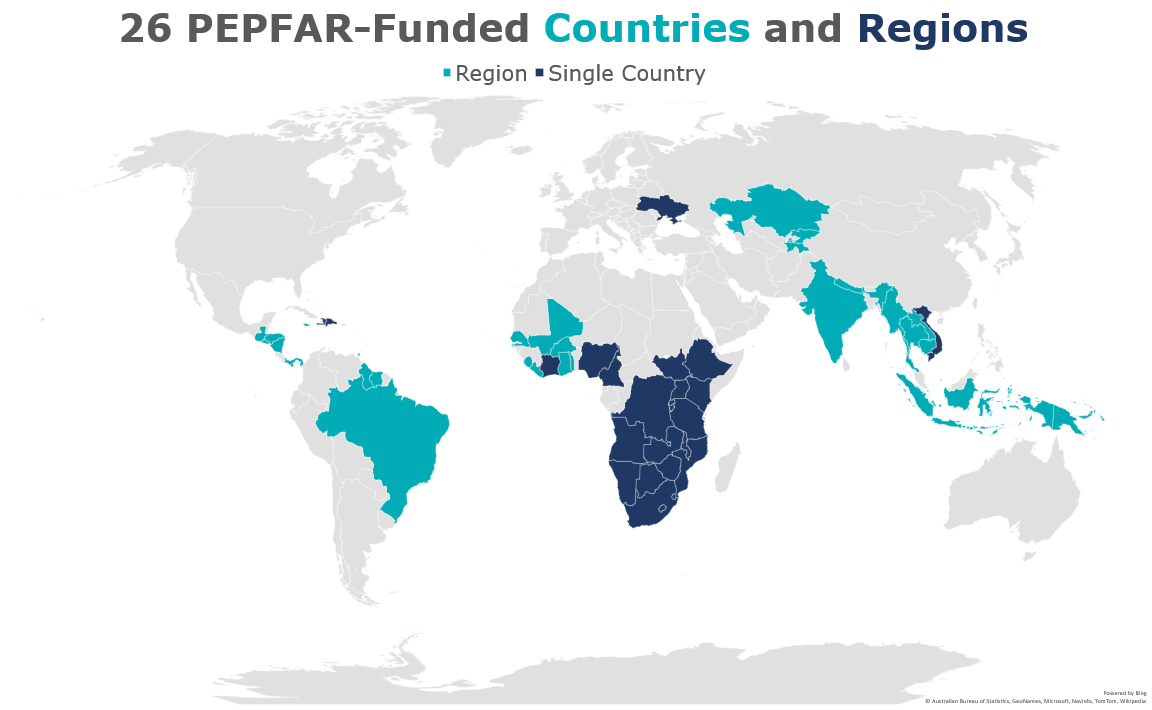 26 PEPFAR-Funded Countries and Regions
Region Single Country
Powered by Bing
© Australian Bureau of Statistics, GeoNames, Microsoft, Navinfo, TomTom, Wikipedia